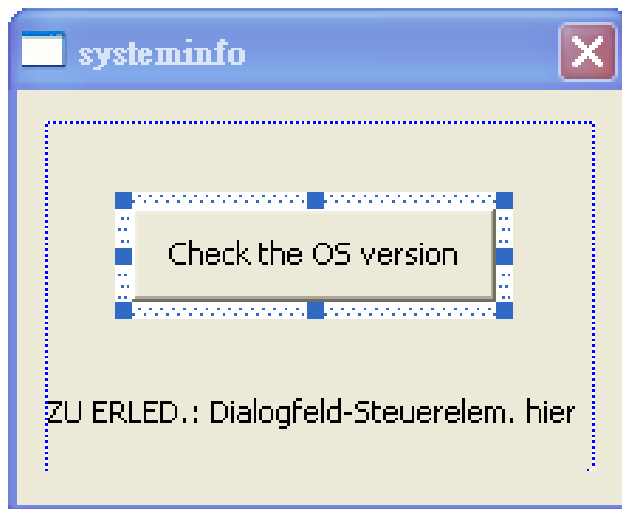 systeminfo
Check the OS version
ZU ERLED.: Dialogfeld-Steuerelem. hier